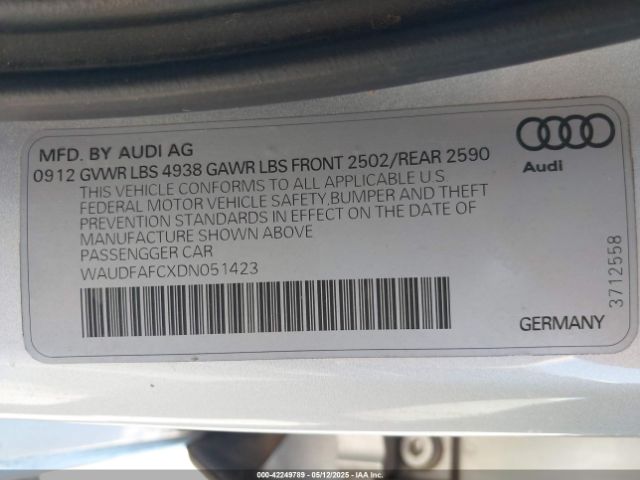 MFD. BY AUDI AG
0912 GVWR LBS 4938 GAWR LBS FRONT 2502/REAR 2590
THIS VEHICLE CONFORMS TO ALL APPLICABLE U S
FEDERAL MOTOR VEHICLE SAFETY,BUMPER AND THEFT
PREVENTION STANDARDS IN EFFECT ON THE DATE OF
MANUFACTURE SHOWN ABOVE
PASSENGGER CAR
WAUDFAFCXDN051423
Audi
3712558
GERMANY
000-42249789 - 05/12/2025 - IAAI, Inc.